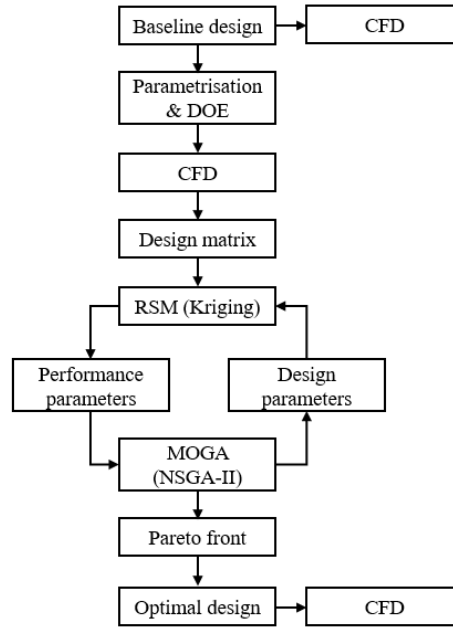 Baseline design
CFD
Parametrisation
& DOE
CFD
Design matrix
RSM (Kriging)
Performance
parameters
Design
parameters
MOGA
(NSGA-II)
Pareto front
Optimal design
CFD